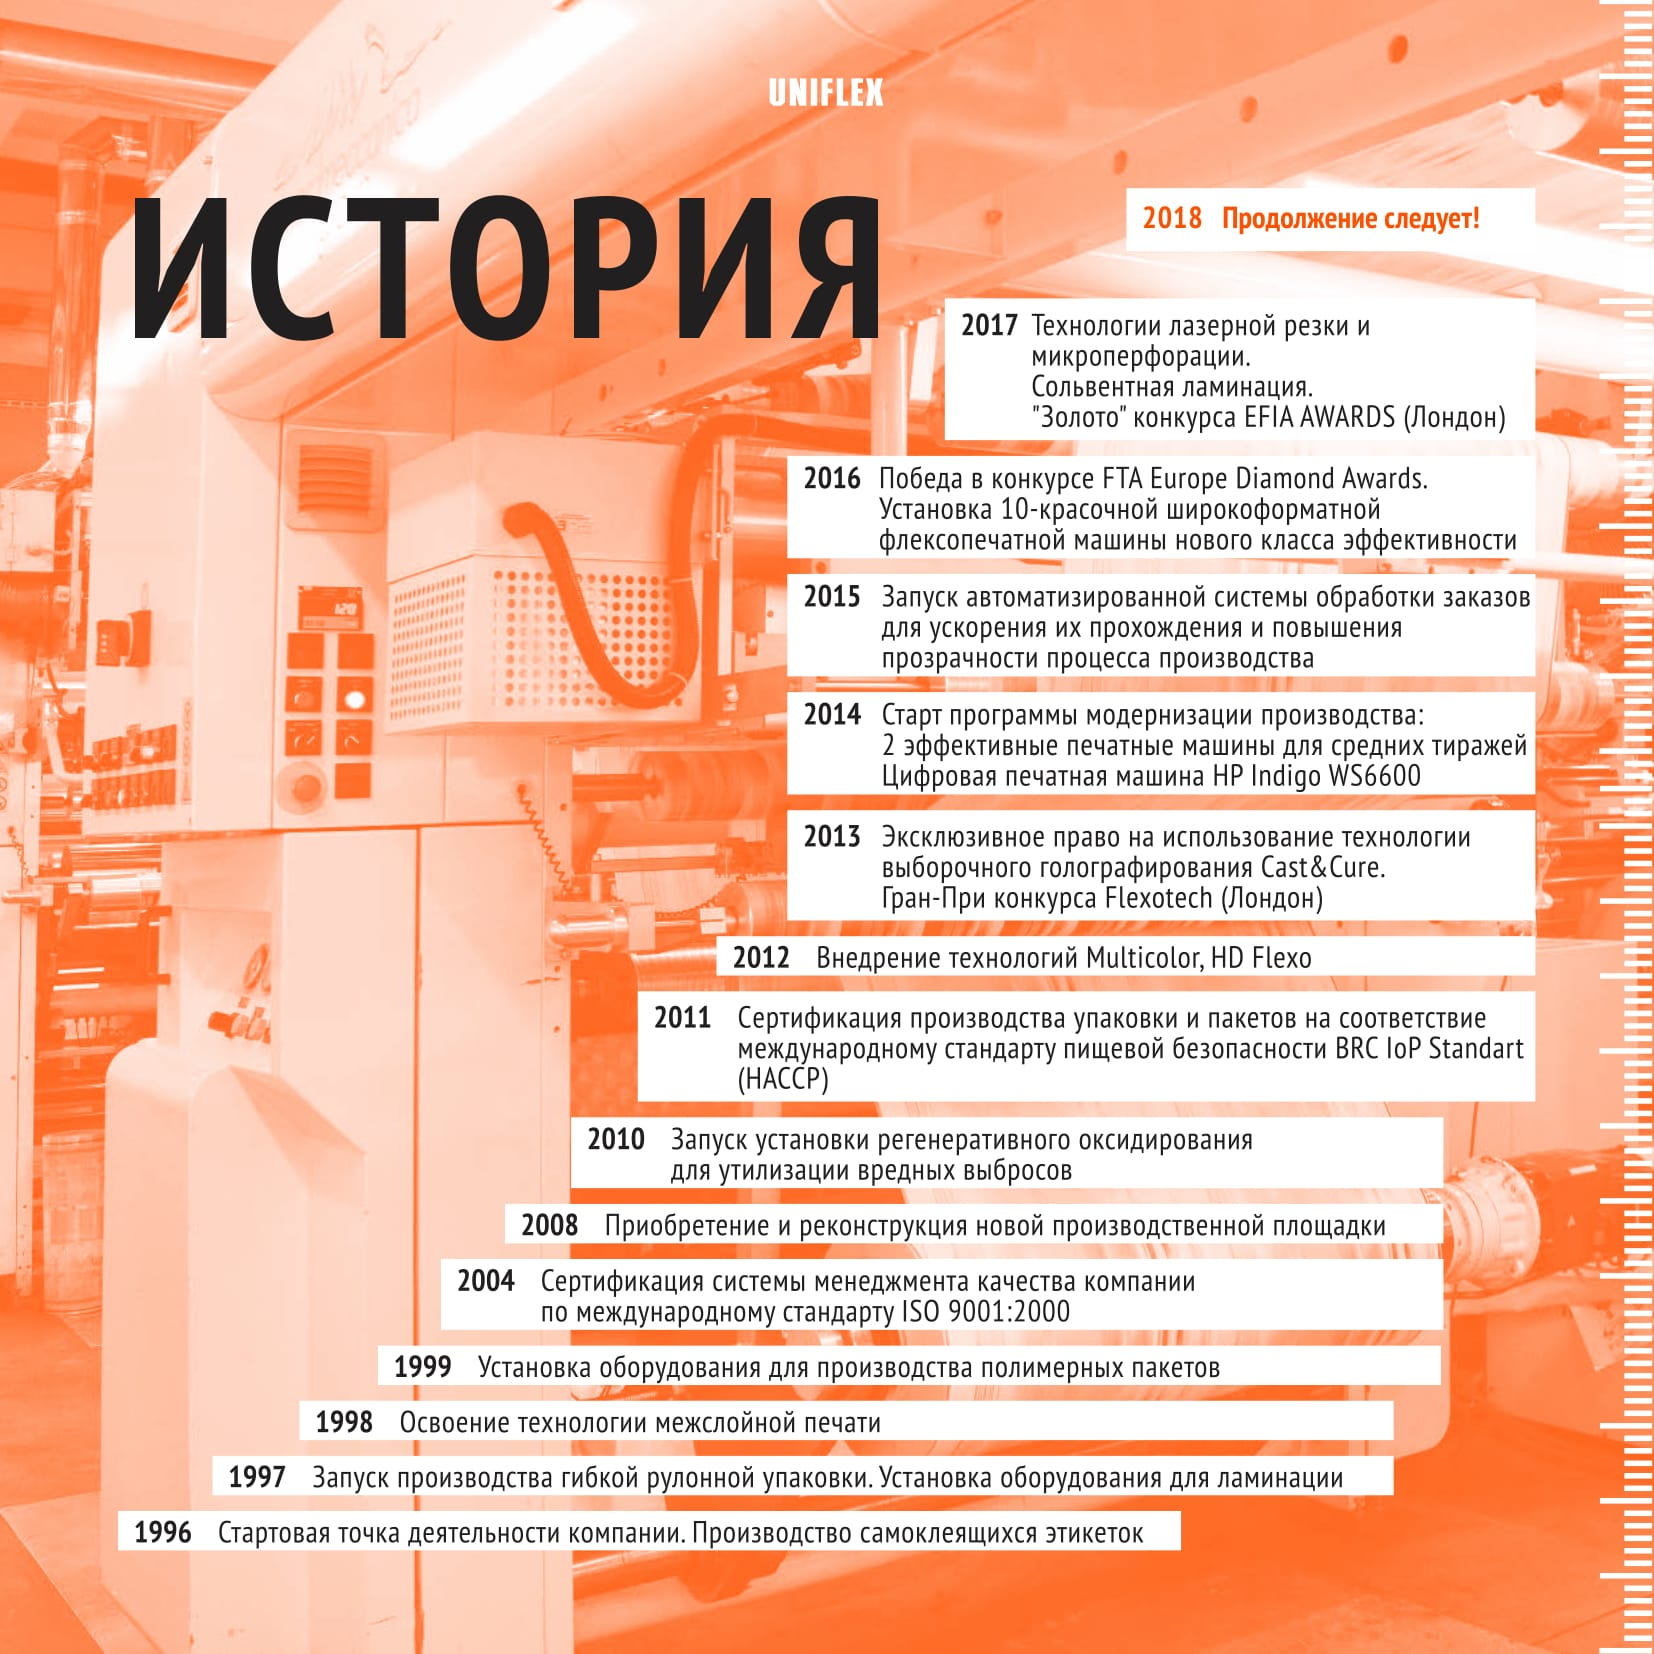 UNIFLEX
ИСТОРИЯ
2018 Продолжение следует!
2017 Технологии лазерной резки и
микроперфорации.
Сольвентная ламинация.
"Золото" конкурса EFIA AWARDS (Лондон)
2016 Победа в конкурсе FTA Europe Diamond Awards.
Установка 10-красочной широкоформатной
флексопечатной машины нового класса эффективности
2015 Запуск автоматизированной системы обработки заказов
для ускорения их прохождения и повышения
прозрачности процесса производства
2014 Старт программы модернизации производства:
2 эффективные печатные машины для средних тиражей
Цифровая печатная машина HP Indigo WS6600
2013 Эксклюзивное право на использование технологии
выборочного голографирования Cast&Cure.
Гран-При конкурса Flexotech (Лондон)
2012 Внедрение технологий Multicolor, HD Flexo
2011 Сертификация производства упаковки и пакетов на соответствие
международному стандарту пищевой безопасности BRC IoP Standart
(HACCP)
2010 Запуск установки регенеративного оксидирования
для утилизации вредных выбросов
2008 Приобретение и реконструкция новой производственной площадки
2004 Сертификация системы менеджмента качества компании
по международному стандарту ISO 9001:2000
1999 Установка оборудования для производства полимерных пакетов
1998 Освоение технологии межслойной печати
1997 Запуск производства гибкой рулонной упаковки. Установка оборудования для ламинации
1996 Стартовая точка деятельности компании. Производство самоклеящихся этикеток